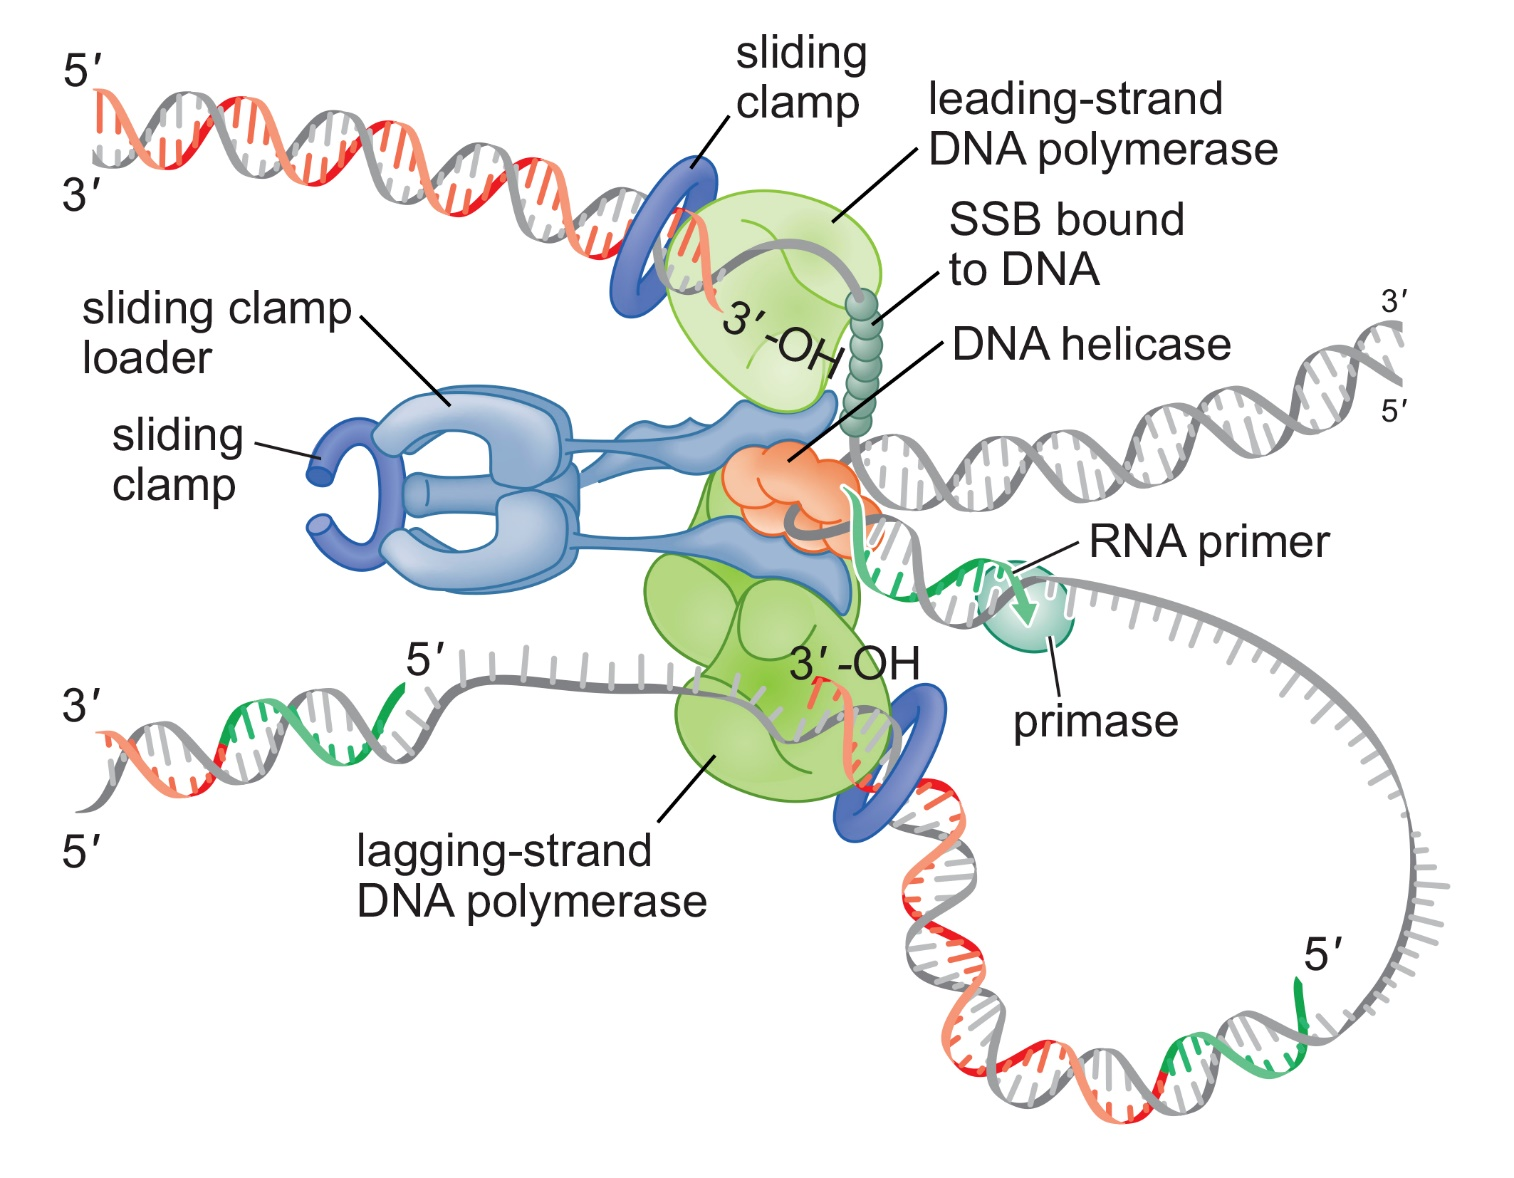 5′
3′
sliding
clamp
leading-strand
DNA polymerase
SSB bound
to DNA
3′-OH
DNA helicase
3′
5′
sliding clamp
loader
sliding
clamp
RNA primer
primase
3′-OH
5′
3′
5′
lagging-strand
DNA polymerase
5′